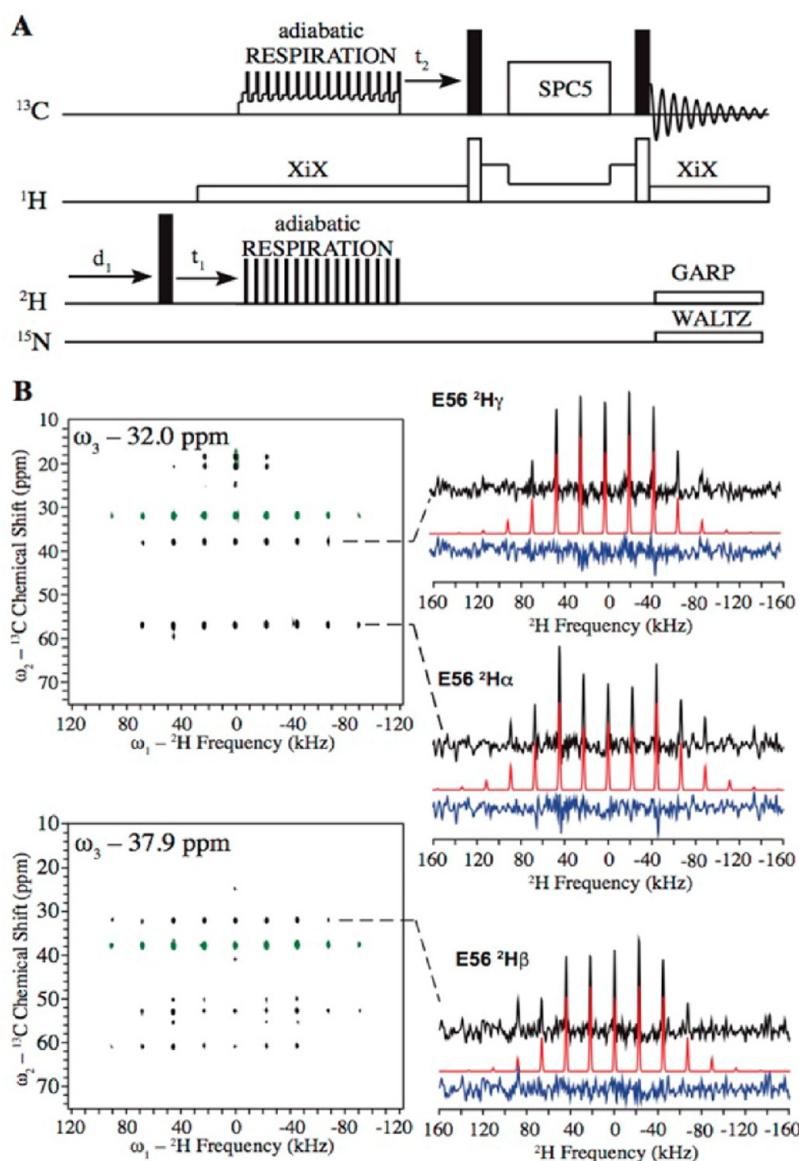 A
adiabatic
RESPIRATION
t2
13C
SPC5
XiX
XiX
1H
adiabatic
RESPIRATION
d1
t1
GARP
2H
WALTZ
15N
B
ω3 – 32.0 ppm
10
20
30
40
50
60
70
ω2 – 13C Chemical Shift (ppm)
120 80 40 0 -40 -80 -120
ω1 – 2H Frequency (kHz)
E56 2Hγ
160 120 80 40 0 -40 -80 -120 -160
2H Frequency (kHz)
E56 2Hα
160 120 80 40 0 -40 -80 -120 -160
2H Frequency (kHz)
ω3 – 37.9 ppm
10
20
30
40
50
60
70
ω2 – 13C Chemical Shift (ppm)
120 80 40 0 -40 -80 -120
ω1 – 2H Frequency (kHz)
E56 2Hβ
160 120 80 40 0 -40 -80 -120 -160
2H Frequency (kHz)